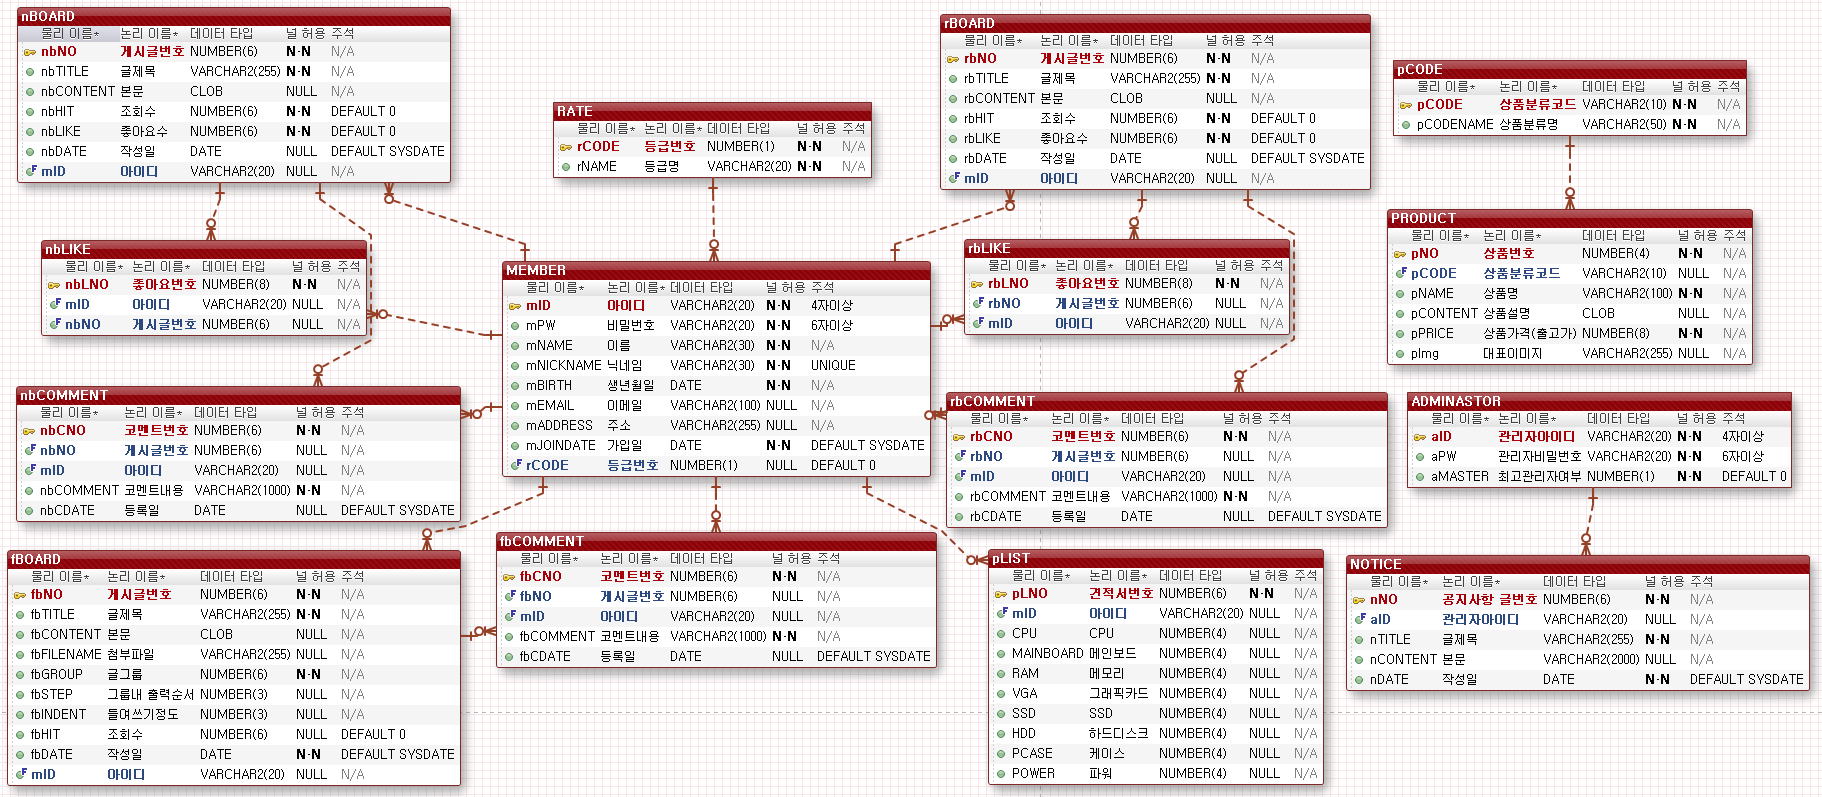 nBOARD
물리 이름* 논리 이름* 데이터 타입 널 허용 주석
nbNO 게시글번호 NUMBER(6) N-N N/A
nbTITLE 글제목 VARCHAR2(255) N-N N/A
nbCONTENT 본문 CLOB NULL N/A
nbHIT 조회수 NUMBER(6) N-N DEFAULT 0
nbLIKE 좋아요수 NUMBER(6) N-N DEFAULT 0
nbDATE 작성일 DATE NULL DEFAULT SYSDATE
mID 아이디 VARCHAR2(20) NULL N/A
RATE
물리 이름* 논리 이름* 데이터 타입 널 허용 주석
rCODE 등급번호 NUMBER(1) N-N N/A
rNAME 등급명 VARCHAR2(20) N-N N/A
rBOARD
물리 이름* 논리 이름* 데이터 타입 널 허용 주석
rbNO 게시글번호 NUMBER(6) N-N N/A
rbTITLE 글제목 VARCHAR2(255) N-N N/A
rbCONTENT 본문 CLOB NULL N/A
rbHIT 조회수 NUMBER(6) N-N DEFAULT 0
rbLIKE 좋아요수 NUMBER(6) N-N DEFAULT 0
rbDATE 작성일 DATE NULL DEFAULT SYSDATE
mID 아이디 VARCHAR2(20) NULL N/A
pCODE
물리 이름* 논리 이름* 데이터 타입 널 허용 주석
pCODE 상품분류코드 VARCHAR2(10) N-N N/A
pCODENAME 상품분류명 VARCHAR2(50) N-N N/A
nbLIKE
물리 이름* 논리 이름* 데이터 타입 널 허용 주석
nbLNO 좋아요번호 NUMBER(8) N-N N/A
mID 아이디 VARCHAR2(20) NULL N/A
nbNO 게시글번호 NUMBER(6) NULL N/A
MEMBER
물리 이름* 논리 이름* 데이터 타입 널 허용 주석
mID 아이디 VARCHAR2(20) N-N 4자이상
mPW 비밀번호 VARCHAR2(20) N-N 6자이상
mNAME 이름 VARCHAR2(30) N-N N/A
mNICKNAME 닉네임 VARCHAR2(30) N-N UNIQUE
mBIRTH 생년월일 DATE N-N N/A
mEMAIL 이메일 VARCHAR2(100) NULL N/A
mADDRESS 주소 VARCHAR2(255) NULL N/A
mJOINDATE 가입일 DATE N-N DEFAULT SYSDATE
rCODE 등급번호 NUMBER(1) NULL DEFAULT 0
rbLIKE
물리 이름* 논리 이름* 데이터 타입 널 허용 주석
rbLNO 좋아요번호 NUMBER(8) N-N N/A
rbNO 게시글번호 NUMBER(6) NULL N/A
mID 아이디 VARCHAR2(20) NULL N/A
PRODUCT
물리 이름* 논리 이름* 데이터 타입 널 허용 주석
pNO 상품번호 NUMBER(4) N-N N/A
pCODE 상품분류코드 VARCHAR2(10) NULL N/A
pNAME 상품명 VARCHAR2(100) N-N N/A
pCONTENT 상품설명 CLOB NULL N/A
pPRICE 상품가격(출고가) NUMBER(8) N-N N/A
pImg 대표이미지 VARCHAR2(255) NULL N/A
nbCOMMENT
물리 이름* 논리 이름* 데이터 타입 널 허용 주석
nbCNO 코멘트번호 NUMBER(6) N-N N/A
nbNO 게시글번호 NUMBER(6) NULL N/A
mID 아이디 VARCHAR2(20) NULL N/A
nbCOMMENT 코멘트내용 VARCHAR2(1000) N-N N/A
nbCDATE 등록일 DATE NULL DEFAULT SYSDATE
rbCOMMENT
물리 이름* 논리 이름* 데이터 타입 널 허용 주석
rbCNO 코멘트번호 NUMBER(6) N-N N/A
rbNO 게시글번호 NUMBER(6) NULL N/A
mID 아이디 VARCHAR2(20) NULL N/A
rbCOMMENT 코멘트내용 VARCHAR2(1000) N-N N/A
rbCDATE 등록일 DATE NULL DEFAULT SYSDATE
ADMINASTOR
물리 이름* 논리 이름* 데이터 타입 널 허용 주석
aID 관리자아이디 VARCHAR2(20) N-N 4자이상
aPW 관리자비밀번호 VARCHAR2(20) N-N 6자이상
aMASTER 최고관리자여부 NUMBER(1) N-N DEFAULT 0
fBOARD
물리 이름* 논리 이름* 데이터 타입 널 허용 주석
fbNO 게시글번호 NUMBER(6) N-N N/A
fbTITLE 글제목 VARCHAR2(255) N-N N/A
fbCONTENT 본문 CLOB NULL N/A
fbFILENAME 첨부파일 VARCHAR2(255) NULL N/A
fbGROUP 글그룹 NUMBER(6) N-N N/A
fbSTEP 그룹내 출력순서 NUMBER(3) NULL N/A
fbINDENT 들여쓰기정도 NUMBER(3) NULL N/A
fbHIT 조회수 NUMBER(6) NULL DEFAULT 0
fbDATE 작성일 DATE N-N DEFAULT SYSDATE
mID 아이디 VARCHAR2(20) NULL N/A
fbCOMMENT
물리 이름* 논리 이름* 데이터 타입 널 허용 주석
fbCNO 코멘트번호 NUMBER(6) N-N N/A
fbNO 게시글번호 NUMBER(6) NULL N/A
mID 아이디 VARCHAR2(20) NULL N/A
fbCOMMENT 코멘트내용 VARCHAR2(1000) N-N N/A
fbCDATE 등록일 DATE NULL DEFAULT SYSDATE
pLIST
물리 이름* 논리 이름* 데이터 타입 널 허용 주석
pLNO 견적서번호 NUMBER(6) N-N N/A
mID 아이디 VARCHAR2(20) NULL N/A
CPU CPU NUMBER(4) NULL N/A
MAINBOARD 메인보드 NUMBER(4) NULL N/A
RAM 메모리 NUMBER(4) NULL N/A
VGA 그래픽카드 NUMBER(4) NULL N/A
SSD SSD NUMBER(4) NULL N/A
HDD 하드디스크 NUMBER(4) NULL N/A
PCASE 케이스 NUMBER(4) NULL N/A
POWER 파워 NUMBER(4) NULL N/A
NOTICE
물리 이름* 논리 이름* 데이터 타입 널 허용 주석
nNO 공지사항 글번호 NUMBER(6) N-N N/A
aID 관리자아이디 VARCHAR2(20) NULL N/A
nTITLE 글제목 VARCHAR2(255) N-N N/A
nCONTENT 본문 VARCHAR2(2000) NULL N/A
nDATE 작성일 DATE N-N DEFAULT SYSDATE